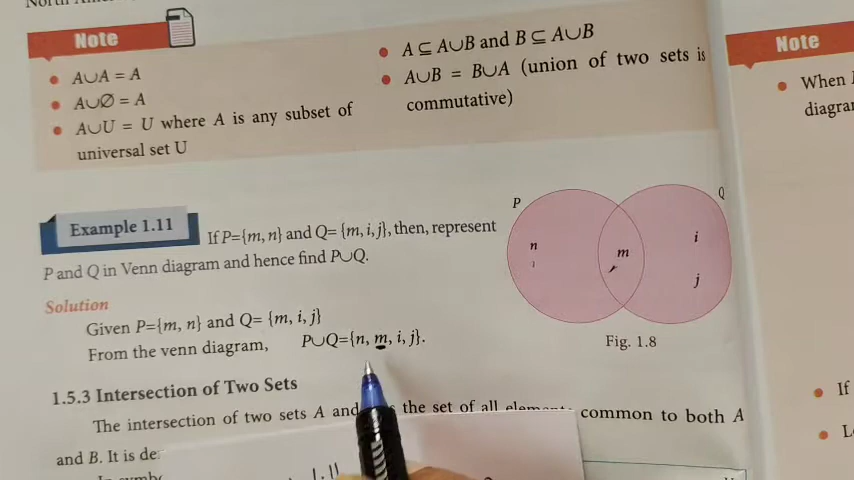 Note
A∪A = A
A∪Ø = A
A∪U = U where A is any subset of
universal set U
A ⊆ A∪B and B ⊆ A∪B
A∪B = B∪A (union of two sets is
commutative)
Note
When
diagram
Example 1.11 If P={m, n} and Q= {m, i, j}, then, represent
P and Q in Venn diagram and hence find P∪Q.
Solution
Given P={m, n} and Q= {m, i, j}
From the venn diagram, P∪Q={n, m, i, j}.
P
Q
n
m
i
j
Fig. 1.8
1.5.3 Intersection of Two Sets
The intersection of two sets A and the set of all elements common to both A
and B. It is
If